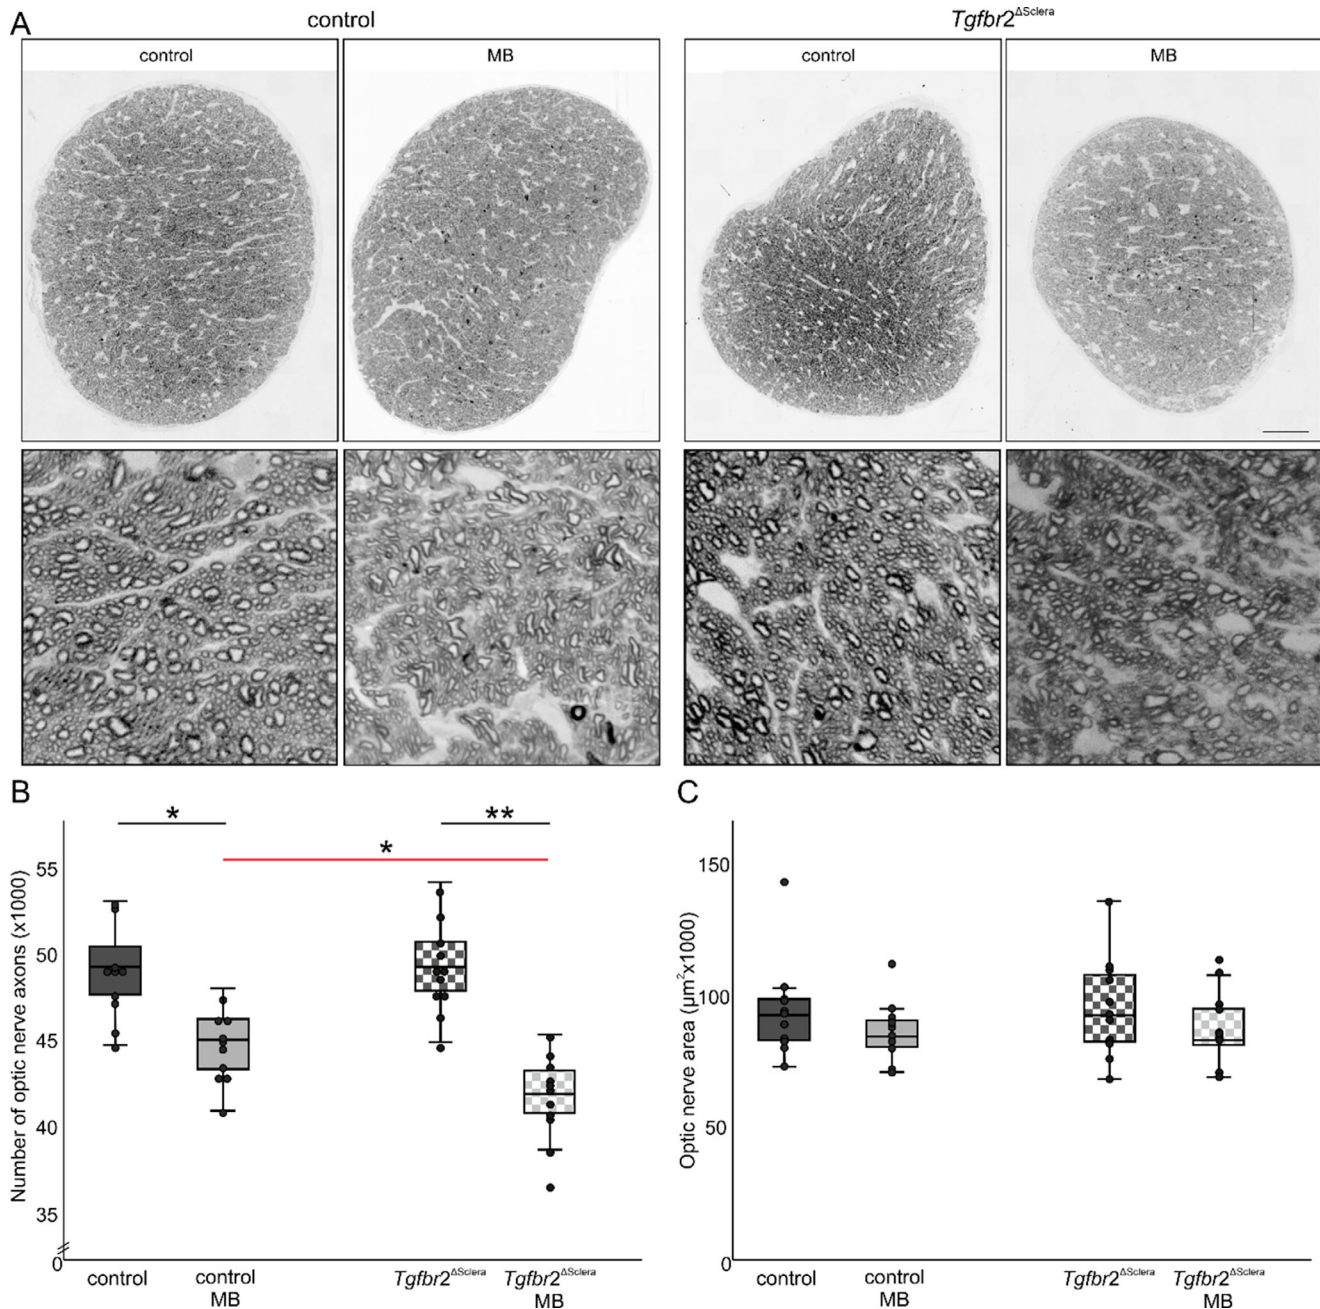 A
control
Tgfbr2ΔSclera
control
MB
control
MB
B
*
**
*
Number of optic nerve axons (x1000)
55
50
45
40
35
0
control
control
MB
Tgfbr2ΔSclera
Tgfbr2ΔSclera
MB
C
Optic nerve area (µm²x1000)
150
100
50
0
control
control
MB
Tgfbr2ΔSclera
Tgfbr2ΔSclera
MB